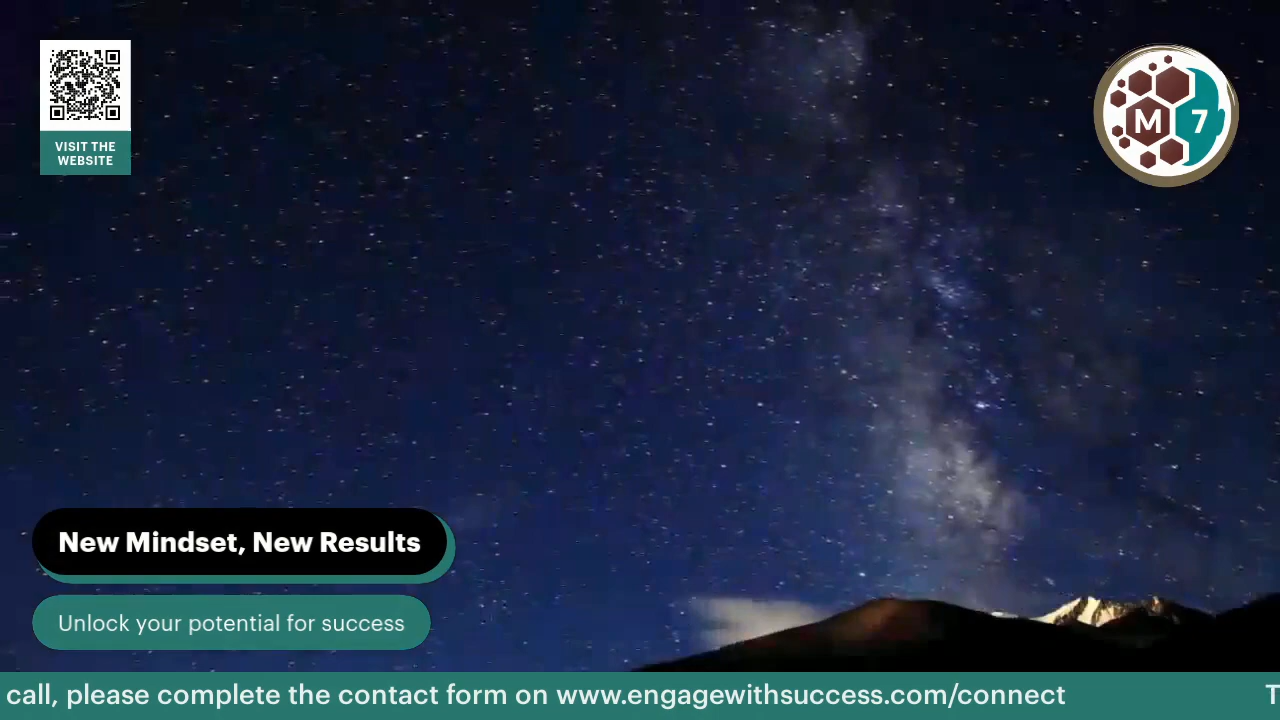 VISIT THE
WEBSITE
M 7
New Mindset, New Results
Unlock your potential for success
call, please complete the contact form on www.engagewithsuccess.com/connect
T